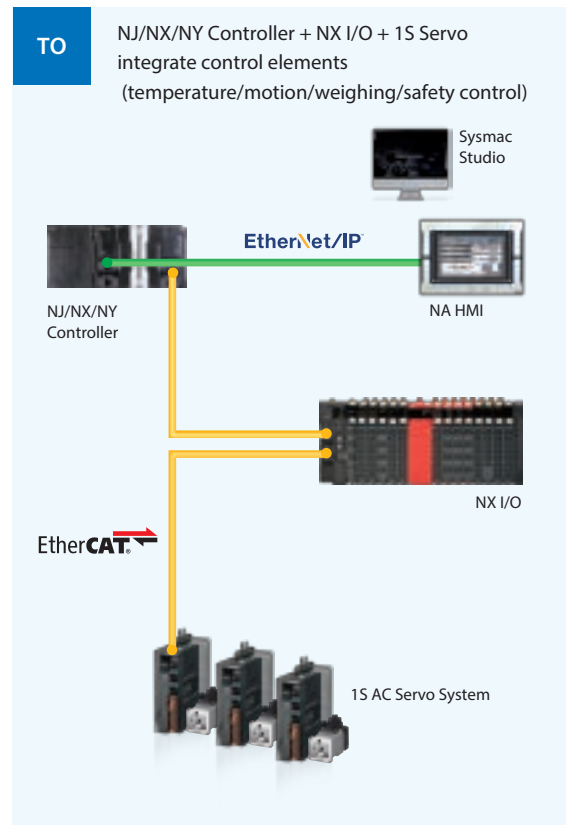 TO
NJ/NX/NY Controller + NX I/O + 1S Servo
integrate control elements
(temperature/motion/weighing/safety control)
Sysmac
Studio
EtherNet/IP
NJ/NX/NY
Controller
NA HMI
NX I/O
EtherCAT®
1S AC Servo System